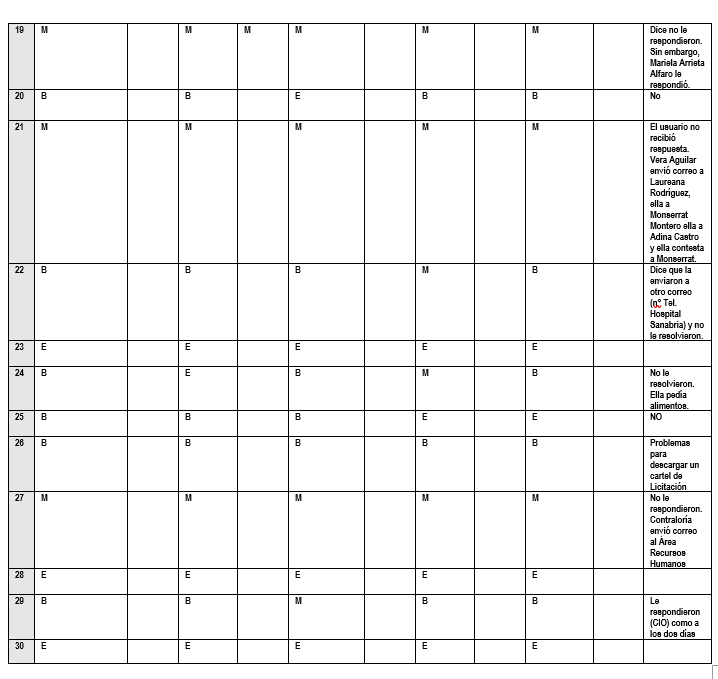 19 M M M M M M Dice no le
respondieron.
Sin embargo,
Mariela Arrieta
Alfaro le
respondió.
20 B B E B B No
21 M M M M M El usuario no
recibió
respuesta.
Vera Aguilar
envió correo a
Laureana
Rodríguez,
ella a
Monserrat
Montero ella a
Adina Castro
y ella contesta
a Monserrat.
22 B B B M B Dice que la
enviaron a
otro correo
(nº Tel.
Hospital
Sanabria) y no
le resolvieron.
23 E E E E E
24 B E B M B No le
resolvieron.
Ella pedía
alimentos.
25 B B B E E NO
26 B B B B B Problemas
para
descargar un
cartel de
Licitación
27 M M M M M No le
respondieron.
Contraloría
envió correo
al Área
Recursos
Humanos
28 E E E E E
29 B B M B B Le
respondieron
(CIO) como a
los dos días
30 E E E E E